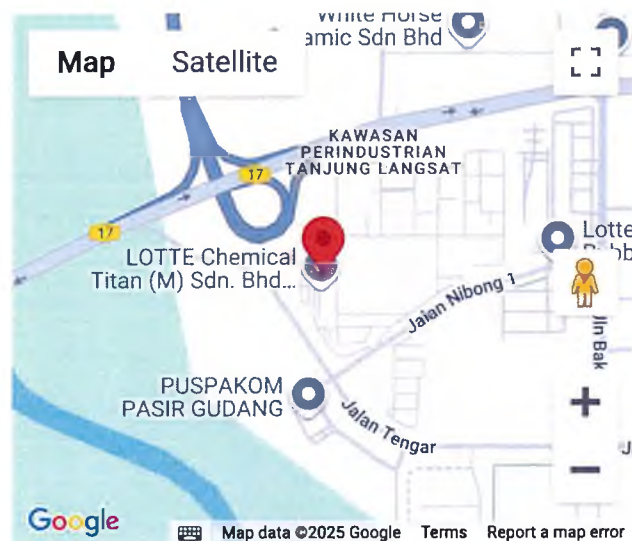 White Horse
amic Sdn Bhd
Map Satellite
KAWASAN
PERINDUSTRIAN
TANJUNG LANGSAT
17
17
LOTTE Chemical
Titan (M) Sdn. Bhd...
Lotte
Jalan Nibong 1
Jln Bak
PUSPAKOM
PASIR GUDANG
Jalan Tengar
J
Google
Map data ©2025 Google Terms Report a map error